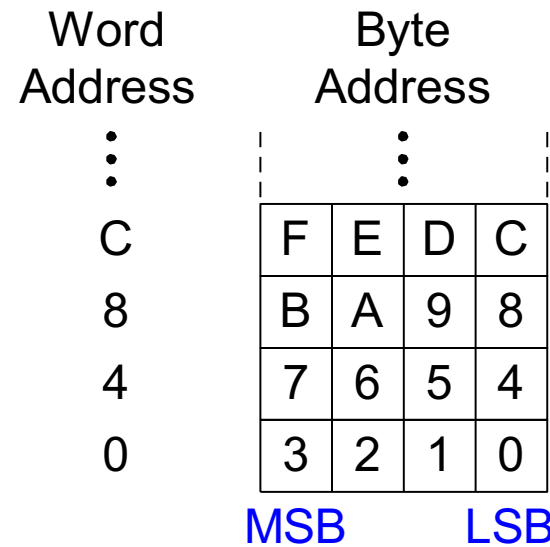 Word Byte
Address Address
C F E D C
8 B A 9 8
4 7 6 5 4
0 3 2 1 0
MSB LSB